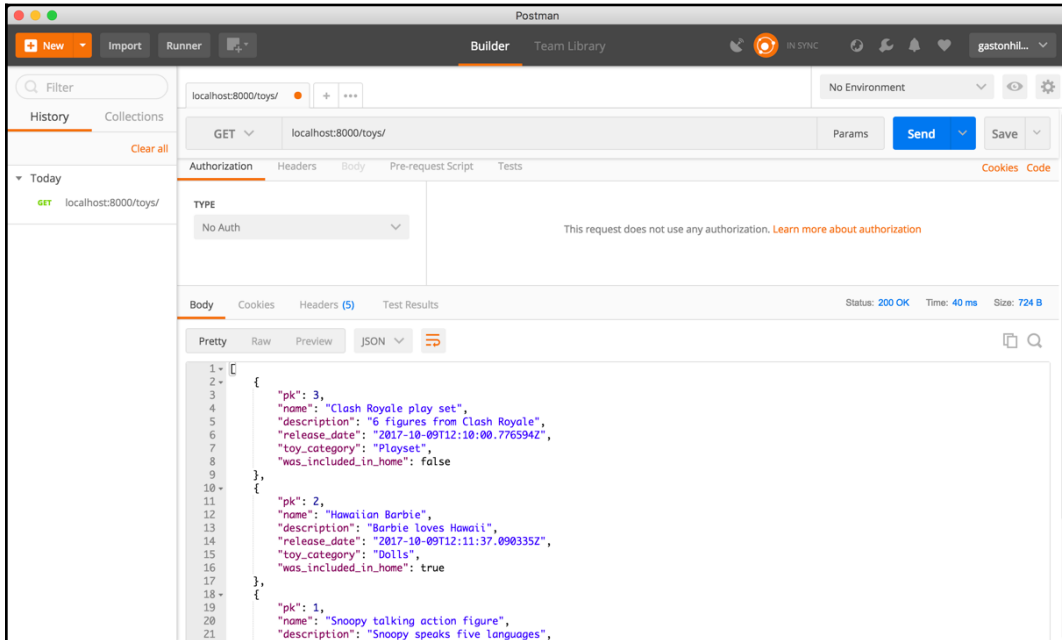 Postman
New Import Runner Builder Team Library IN SYNC gastonhil...
Filter
History Collections
Clear all
Today
GET localhost:8000/toys/
localhost:8000/toys/ + •••
No Environment
GET localhost:8000/toys/ Params Send Save
Authorization Headers Body Pre-request Script Tests Cookies Code
TYPE
No Auth
This request does not use any authorization. Learn more about authorization
Body Cookies Headers (5) Test Results Status: 200 OK Time: 40 ms Size: 724 B
Pretty Raw Preview JSON
1 [
2 {
3 "pk": 3,
4 "name": "Clash Royale play set",
5 "description": "6 figures from Clash Royale",
6 "release_date": "2017-10-09T12:10:00.776594Z",
7 "toy_category": "Playset",
8 "was_included_in_home": false
9 },
10 {
11 "pk": 2,
12 "name": "Hawaiian Barbie",
13 "description": "Barbie loves Hawaii",
14 "release_date": "2017-10-09T12:11:37.090335Z",
15 "toy_category": "Dolls",
16 "was_included_in_home": true
17 },
18 {
19 "pk": 1,
20 "name": "Snoopy talking action figure",
21 "description": "Snoopy speaks five languages",